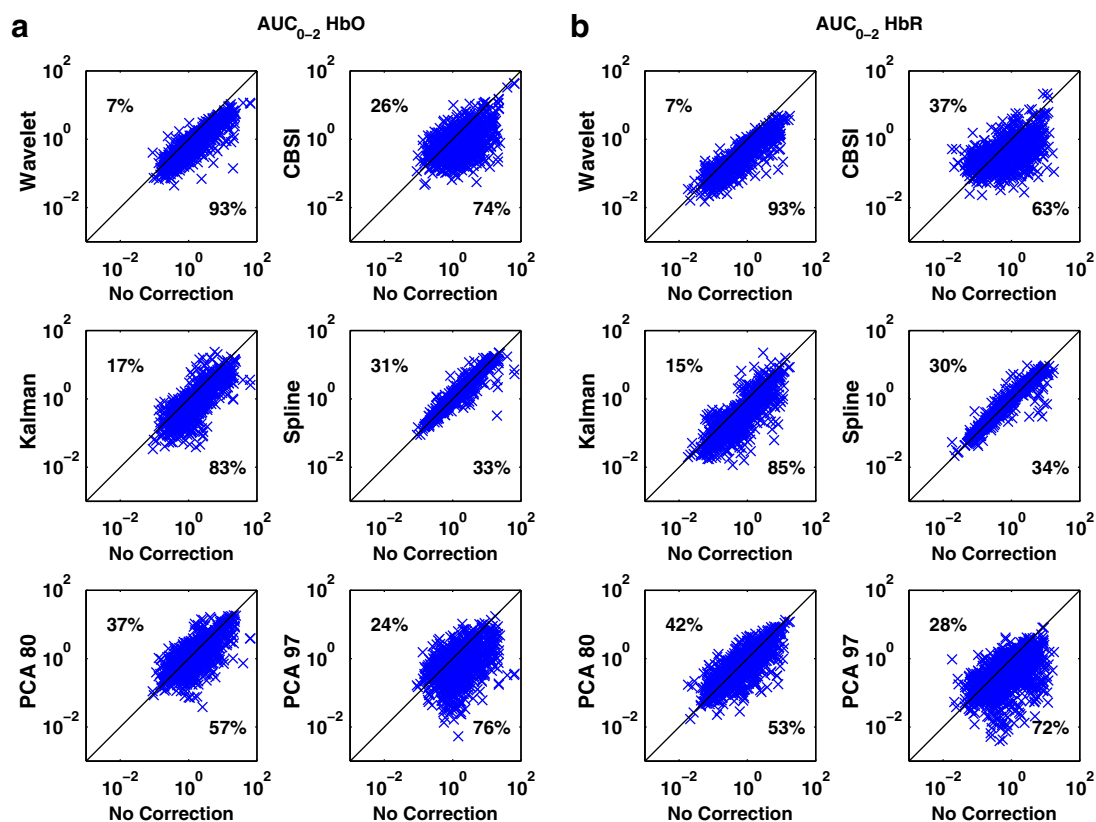 a
AUC0–2 HbO
b
AUC0–2 HbR
Wavelet
10^2
10^0
10^−2
7%
93%
10^−2 10^0 10^2
No Correction
CBSI
10^2
10^0
10^−2
26%
74%
10^−2 10^0 10^2
No Correction
Wavelet
10^2
10^0
10^−2
7%
93%
10^−2 10^0 10^2
No Correction
CBSI
10^2
10^0
10^−2
37%
63%
10^−2 10^0 10^2
No Correction
Kalman
10^2
10^0
10^−2
17%
83%
10^−2 10^0 10^2
No Correction
Spline
10^2
10^0
10^−2
31%
33%
10^−2 10^0 10^2
No Correction
Kalman
10^2
10^0
10^−2
15%
85%
10^−2 10^0 10^2
No Correction
Spline
10^2
10^0
10^−2
30%
34%
10^−2 10^0 10^2
No Correction
PCA 80
10^2
10^0
10^−2
37%
57%
10^−2 10^0 10^2
No Correction
PCA 97
10^2
10^0
10^−2
24%
76%
10^−2 10^0 10^2
No Correction
PCA 80
10^2
10^0
10^−2
42%
53%
10^−2 10^0 10^2
No Correction
PCA 97
10^2
10^0
10^−2
28%
72%
10^−2 10^0 10^2
No Correction